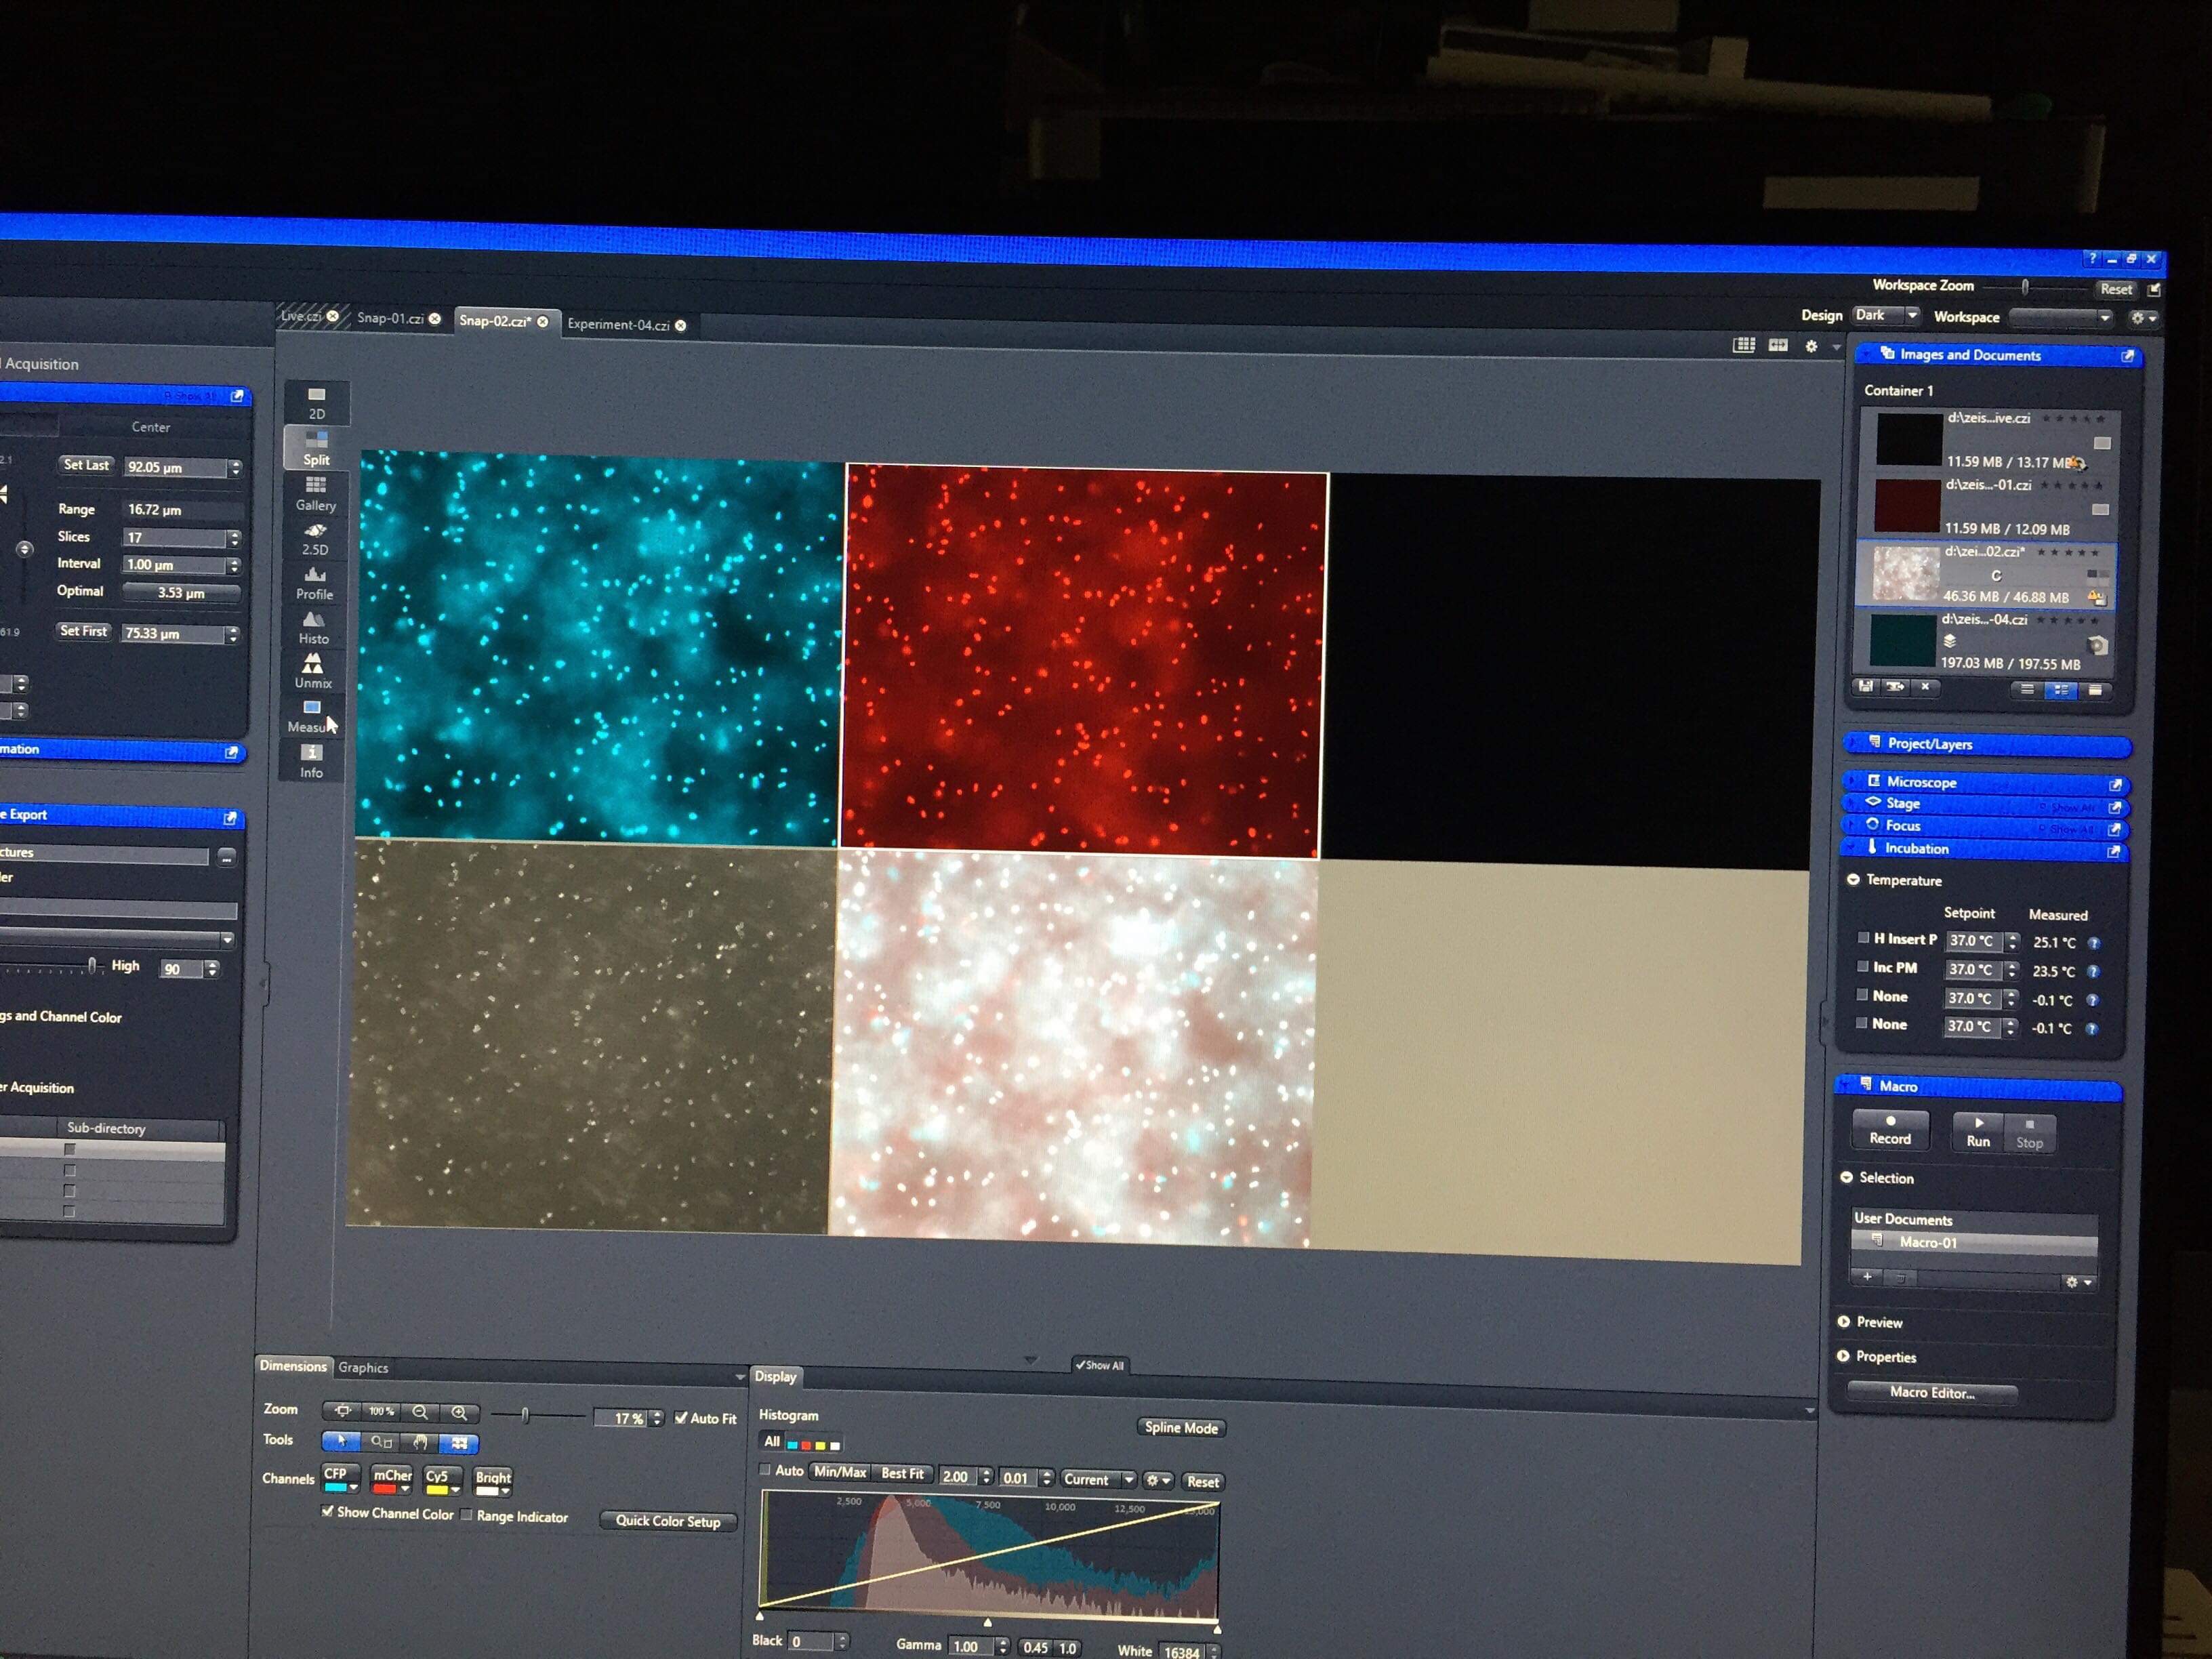 Workspace Zoom
Reset
Design
Dark
Workspace
Live.czi
Snap-01.czi
Snap-02.czi*
Experiment-04.czi
Acquisition
Show All
Center
Set Last
92.05 µm
Range
16.72 µm
Slices
17
Interval
1.00 µm
Optimal
3.53 µm
Set First
75.33 µm
61.9
mation
e Export
ctures
der
High
90
gs and Channel Color
er Acquisition
Sub-directory
2D
Split
Gallery
2.5D
Profile
Histo
Unmix
Measu
Info
Images and Documents
Container 1
d:\zeis...ive.czi
11.59 MB / 13.17 MB
d:\zeis...-01.czi
11.59 MB / 12.09 MB
d:\zei...02.czi*
C
46.36 MB / 46.88 MB
d:\zeis...-04.czi
197.03 MB / 197.55 MB
Project/Layers
Microscope
Stage
Show All
Focus
Show All
Incubation
Temperature
Setpoint Measured
H Insert P 37.0 °C 25.1 °C
Inc PM 37.0 °C 23.5 °C
None 37.0 °C -0.1 °C
None 37.0 °C -0.1 °C
Macro
Record
Run
Stop
Selection
User Documents
Macro-01
Preview
Properties
Macro Editor...
Dimensions
Graphics
Zoom
100 %
17 %
Auto Fit
Tools
Channels
CFP
mCher
Cy5
Bright
Show Channel Color
Range Indicator
Quick Color Setup
Show All
Display
Histogram
Spline Mode
All
Auto
Min/Max
Best Fit
2.00
0.01
Current
Reset
2,500 5,000 7,500 10,000 12,500
Black 0
Gamma 1.00
0.45 1.0
White 16384